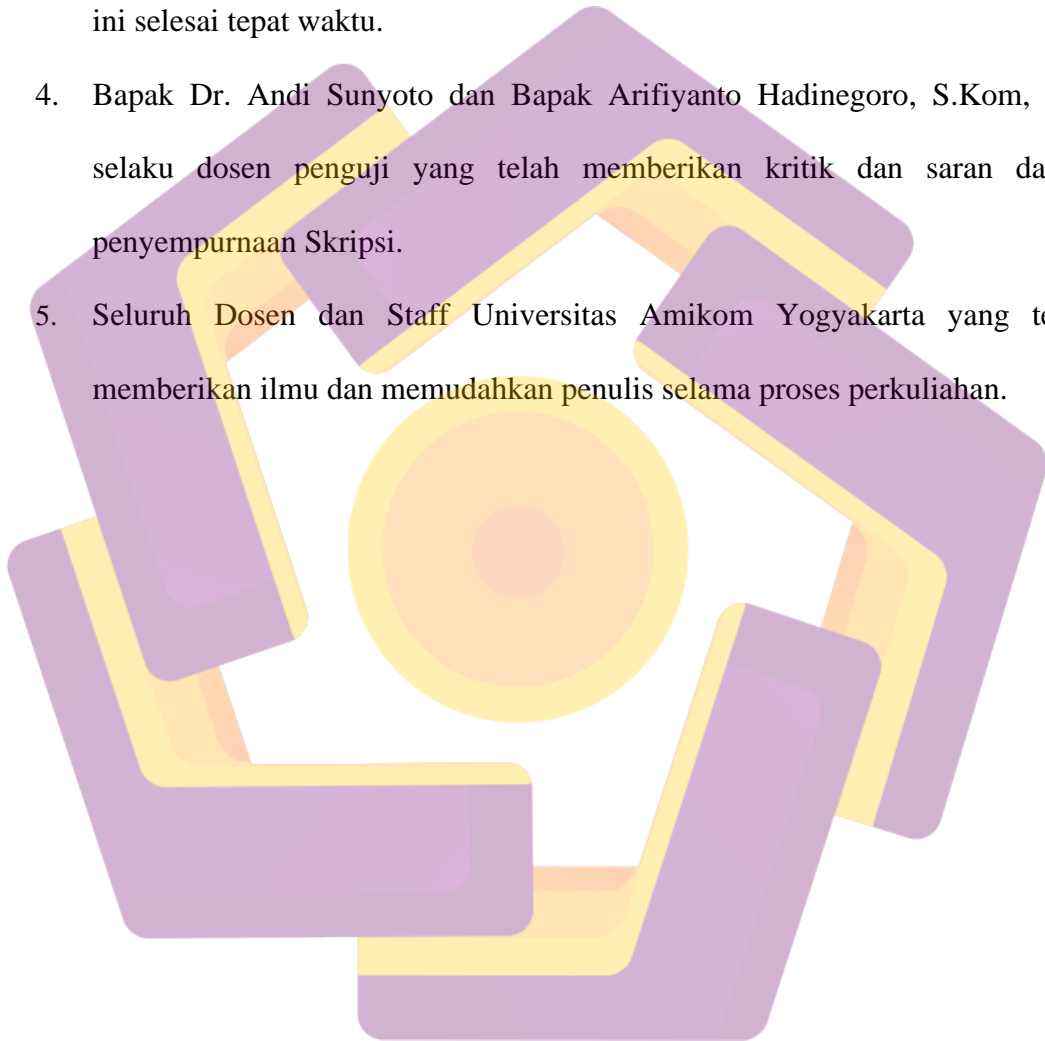 ini selesai tepat waktu.
4. Bapak Dr. Andi Sunyoto dan Bapak Arifiyanto Hadinegoro, S.Kom,
selaku dosen penguji yang telah memberikan kritik dan saran
penyempurnaan Skripsi.
5. Seluruh Dosen dan Staff Universitas Amikom Yogyakarta yang
memberikan ilmu dan memudahkan penulis selama proses perkuliahan.